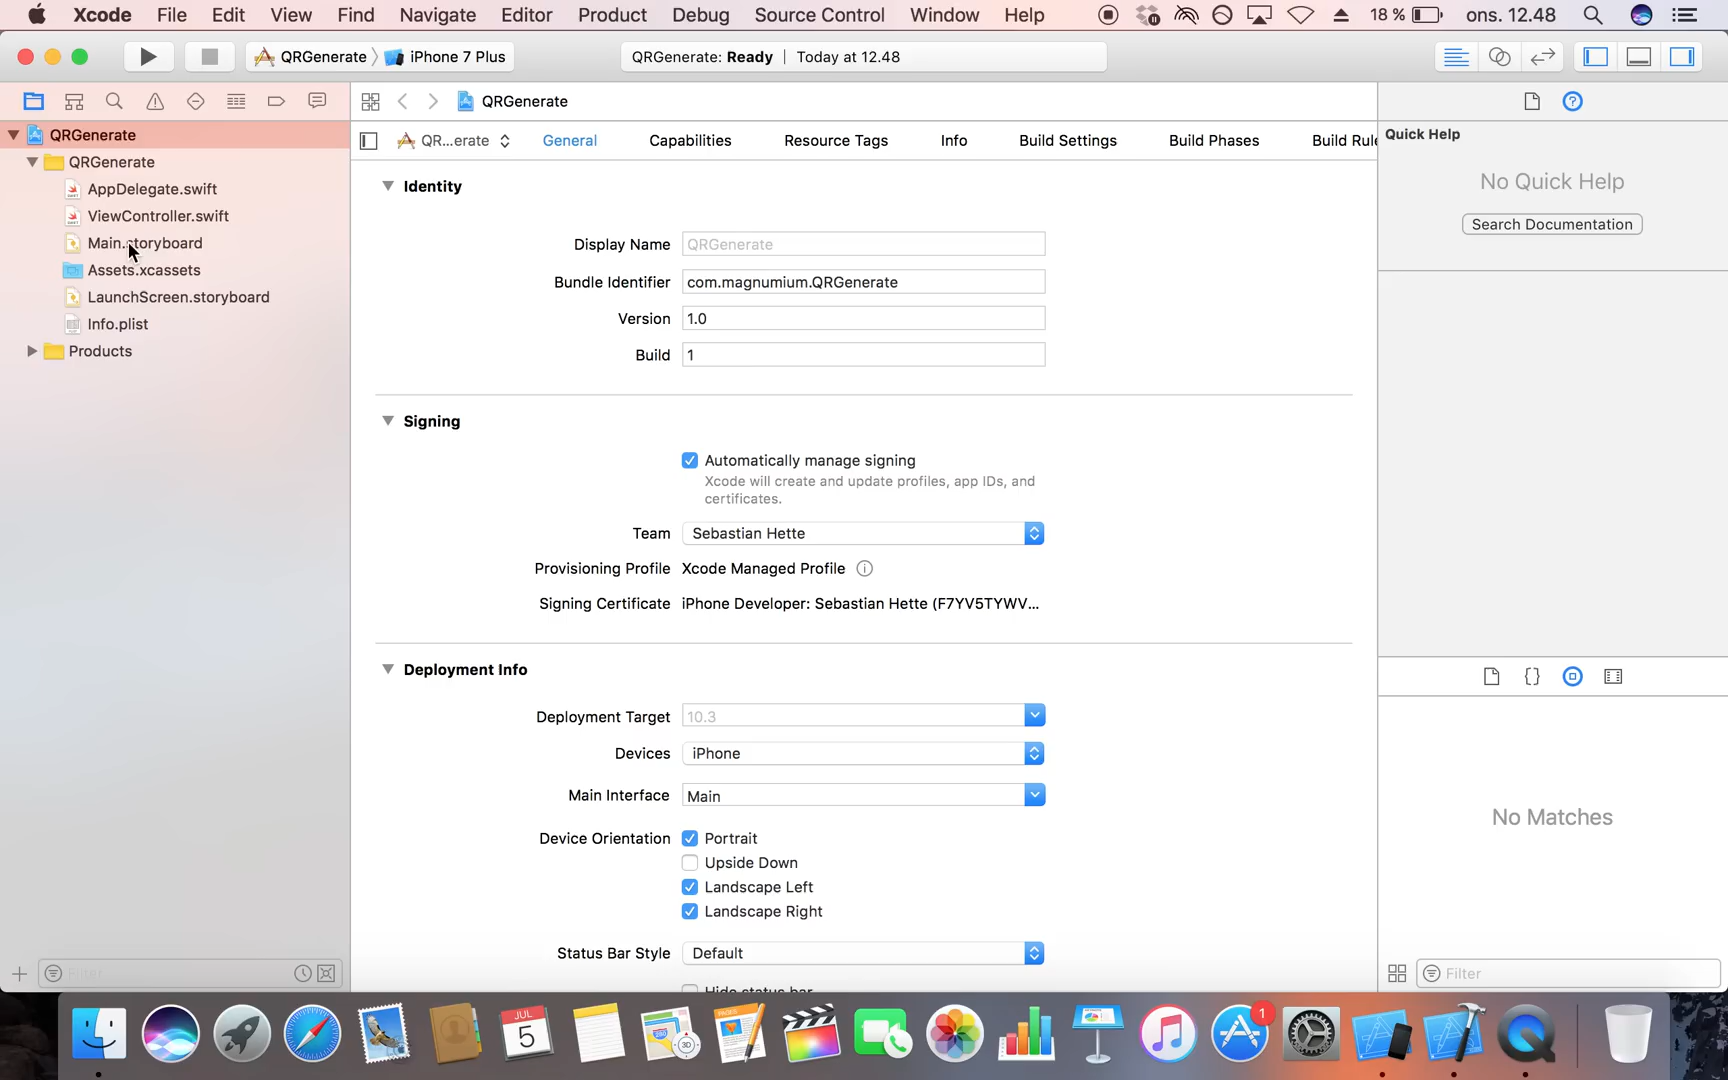 Xcode File Edit View Find Navigate Editor Product Debug Source Control Window Help 18 % ons. 12.48
QRGenerate iPhone 7 Plus QRGenerate: Ready | Today at 12.48
QRGenerate
QRGenerate
QRGenerate
AppDelegate.swift
ViewController.swift
Main.storyboard
Assets.xcassets
LaunchScreen.storyboard
Info.plist
Products
Filter
QR...erate General Capabilities Resource Tags Info Build Settings Build Phases Build Rule
Identity
Display Name QRGenerate
Bundle Identifier com.magnumium.QRGenerate
Version 1.0
Build 1
Signing
Automatically manage signing
Xcode will create and update profiles, app IDs, and
certificates.
Team Sebastian Hette
Provisioning Profile Xcode Managed Profile
Signing Certificate iPhone Developer: Sebastian Hette (F7YV5TYWV...
Deployment Info
Deployment Target 10.3
Devices iPhone
Main Interface Main
Device Orientation Portrait
Upside Down
Landscape Left
Landscape Right
Status Bar Style Default
Hide status bar
Quick Help
No Quick Help
Search Documentation
No Matches
Filter
JUL
5
PAGES
3D
1